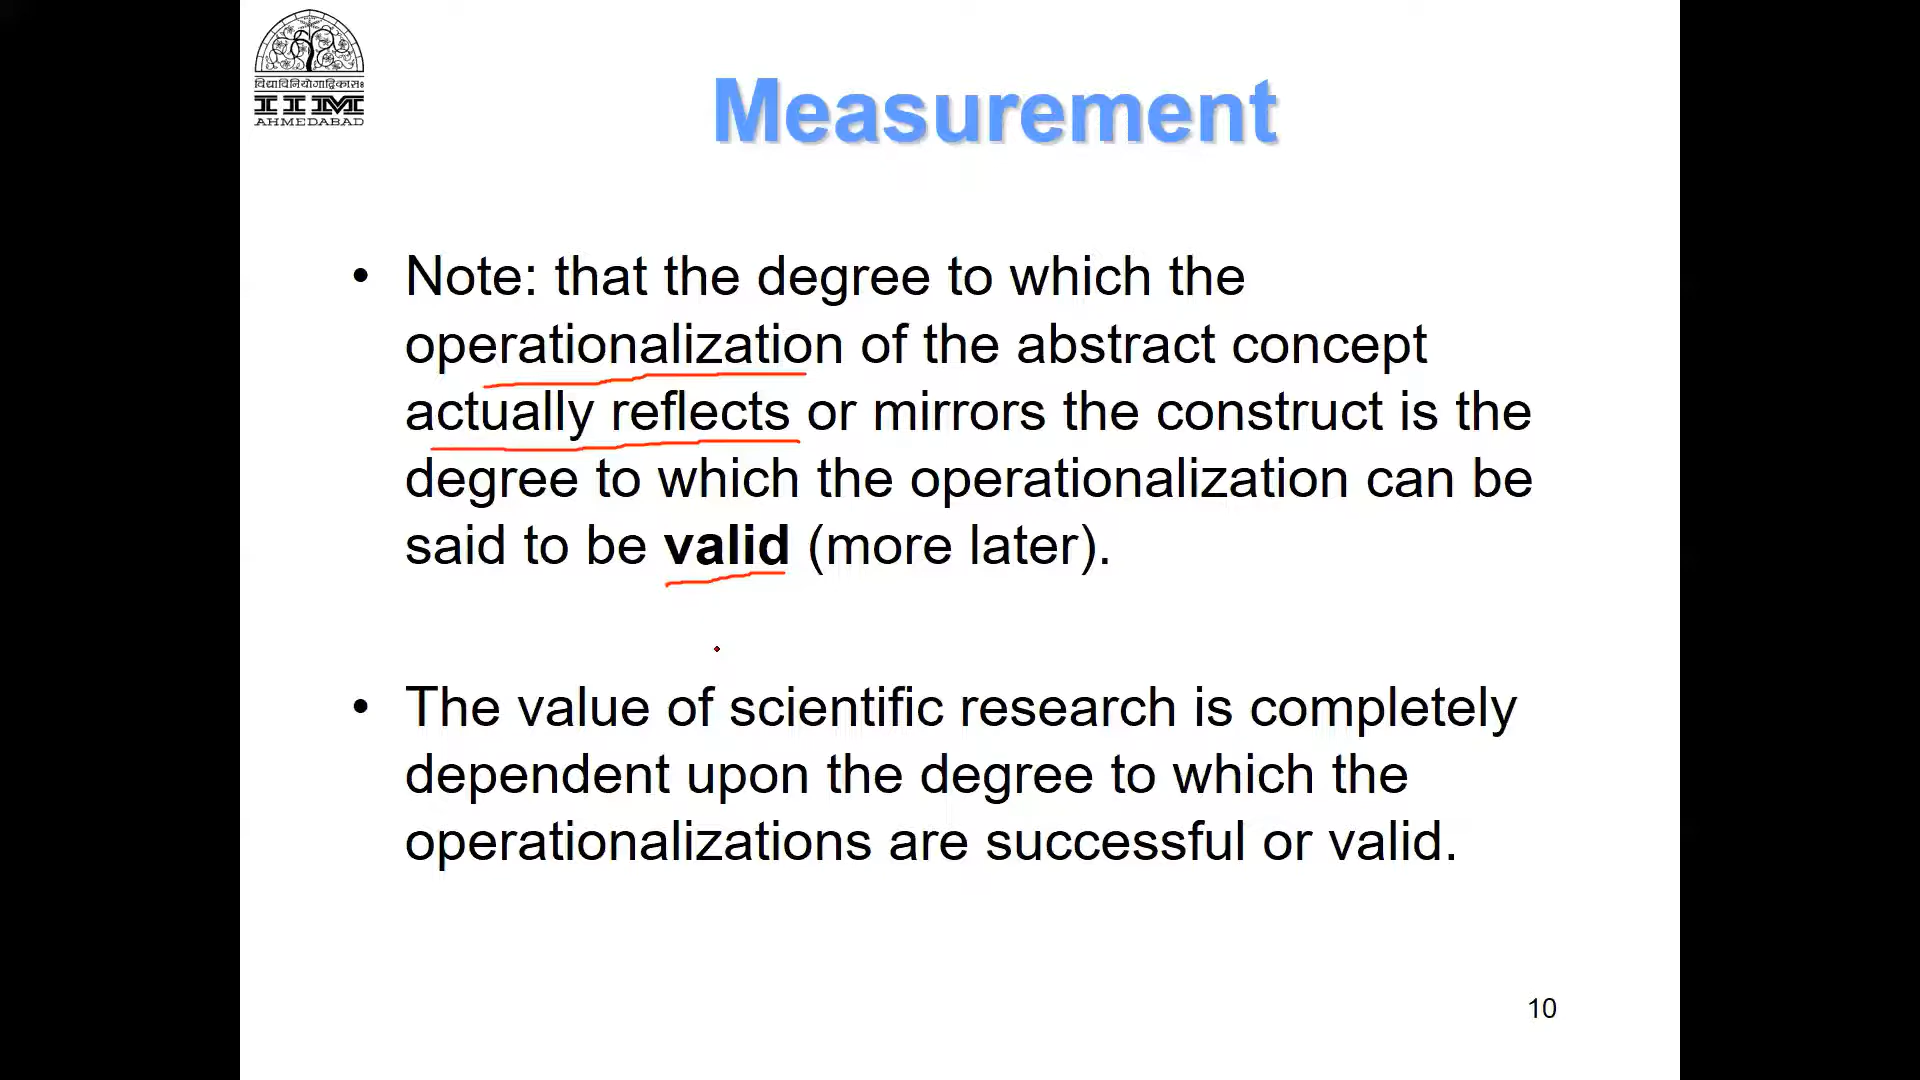 विद्याविनियोगाद्विकासः
IIM
AHMEDABAD
Measurement
• Note: that the degree to which the
operationalization of the abstract concept
actually reflects or mirrors the construct is the
degree to which the operationalization can be
said to be valid (more later).
• The value of scientific research is completely
dependent upon the degree to which the
operationalizations are successful or valid.
10